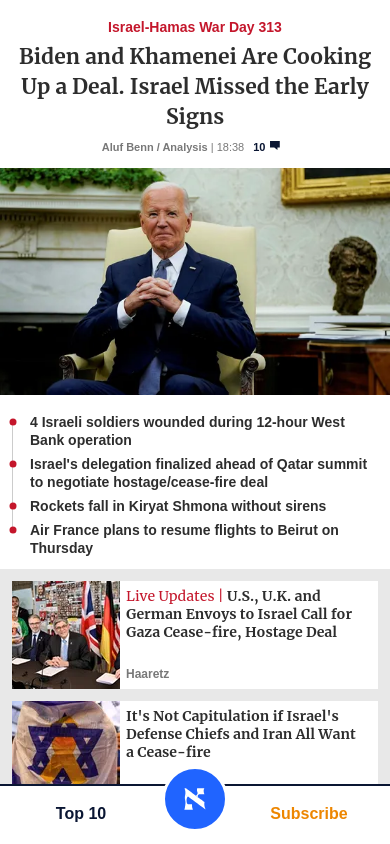 Israel-Hamas War Day 313
Biden and Khamenei Are Cooking
Up a Deal. Israel Missed the Early
Signs
Aluf Benn / Analysis | 18:38 10
4 Israeli soldiers wounded during 12-hour West
Bank operation
Israel's delegation finalized ahead of Qatar summit
to negotiate hostage/cease-fire deal
Rockets fall in Kiryat Shmona without sirens
Air France plans to resume flights to Beirut on
Thursday
Live Updates | U.S., U.K. and
German Envoys to Israel Call for
Gaza Cease-fire, Hostage Deal
Haaretz
It's Not Capitulation if Israel's
Defense Chiefs and Iran All Want
a Cease-fire
Top 10
Subscribe